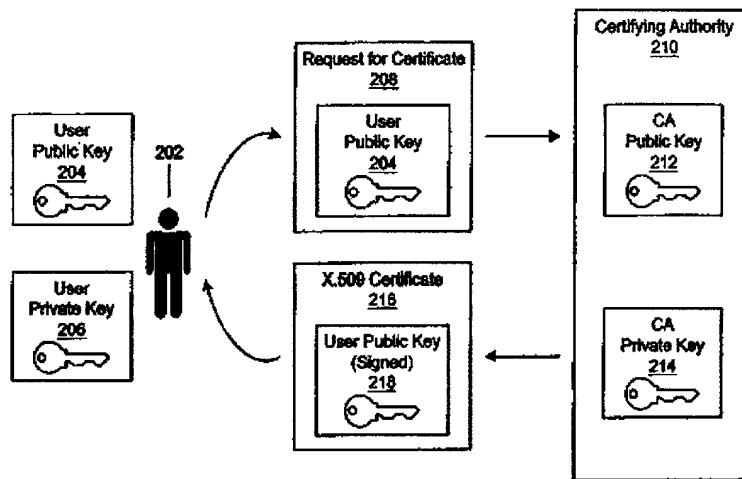 User
Public Key
204
202
User
Private Key
206
Request for Certificate
208
User
Public Key
204
X.509 Certificate
216
User Public Key
(Signed)
218
Certifying Authority
210
CA
Public Key
212
CA
Private Key
214